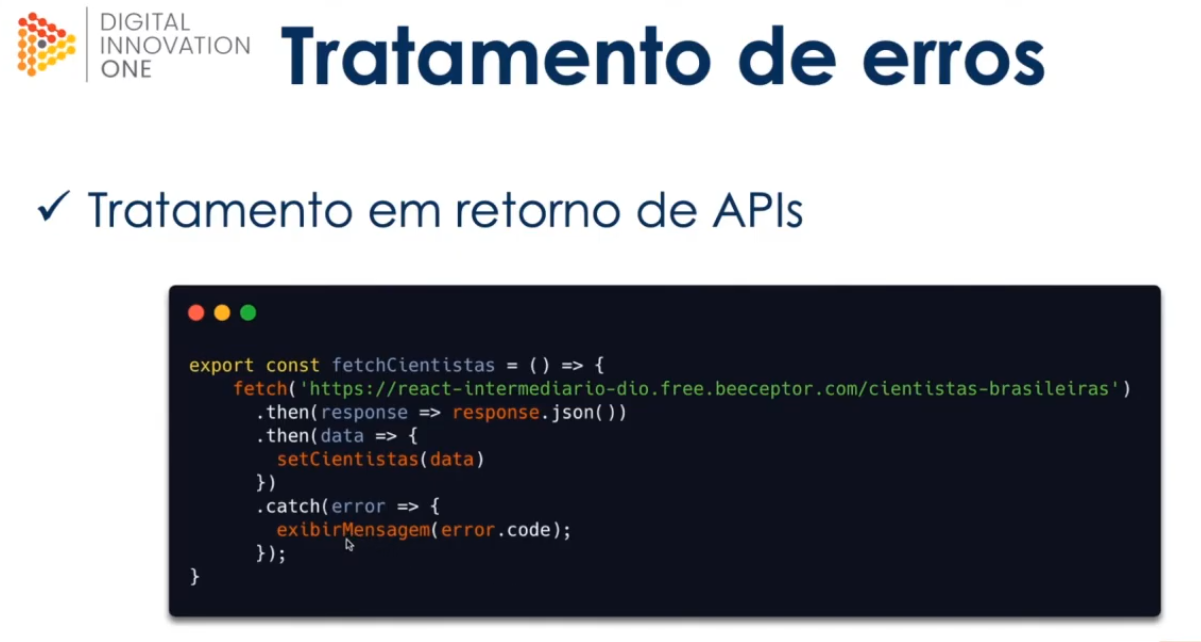 DIGITAL
INNOVATION
ONE
Tratamento de erros
✓ Tratamento em retorno de APIs
export const fetchCientistas = () => {
    fetch('https://react-intermediario-dio.free.beeceptor.com/cientistas-brasileiras')
      .then(response => response.json())
      .then(data => {
        setCientistas(data)
      })
      .catch(error => {
        exibirMensagem(error.code);
      });
}